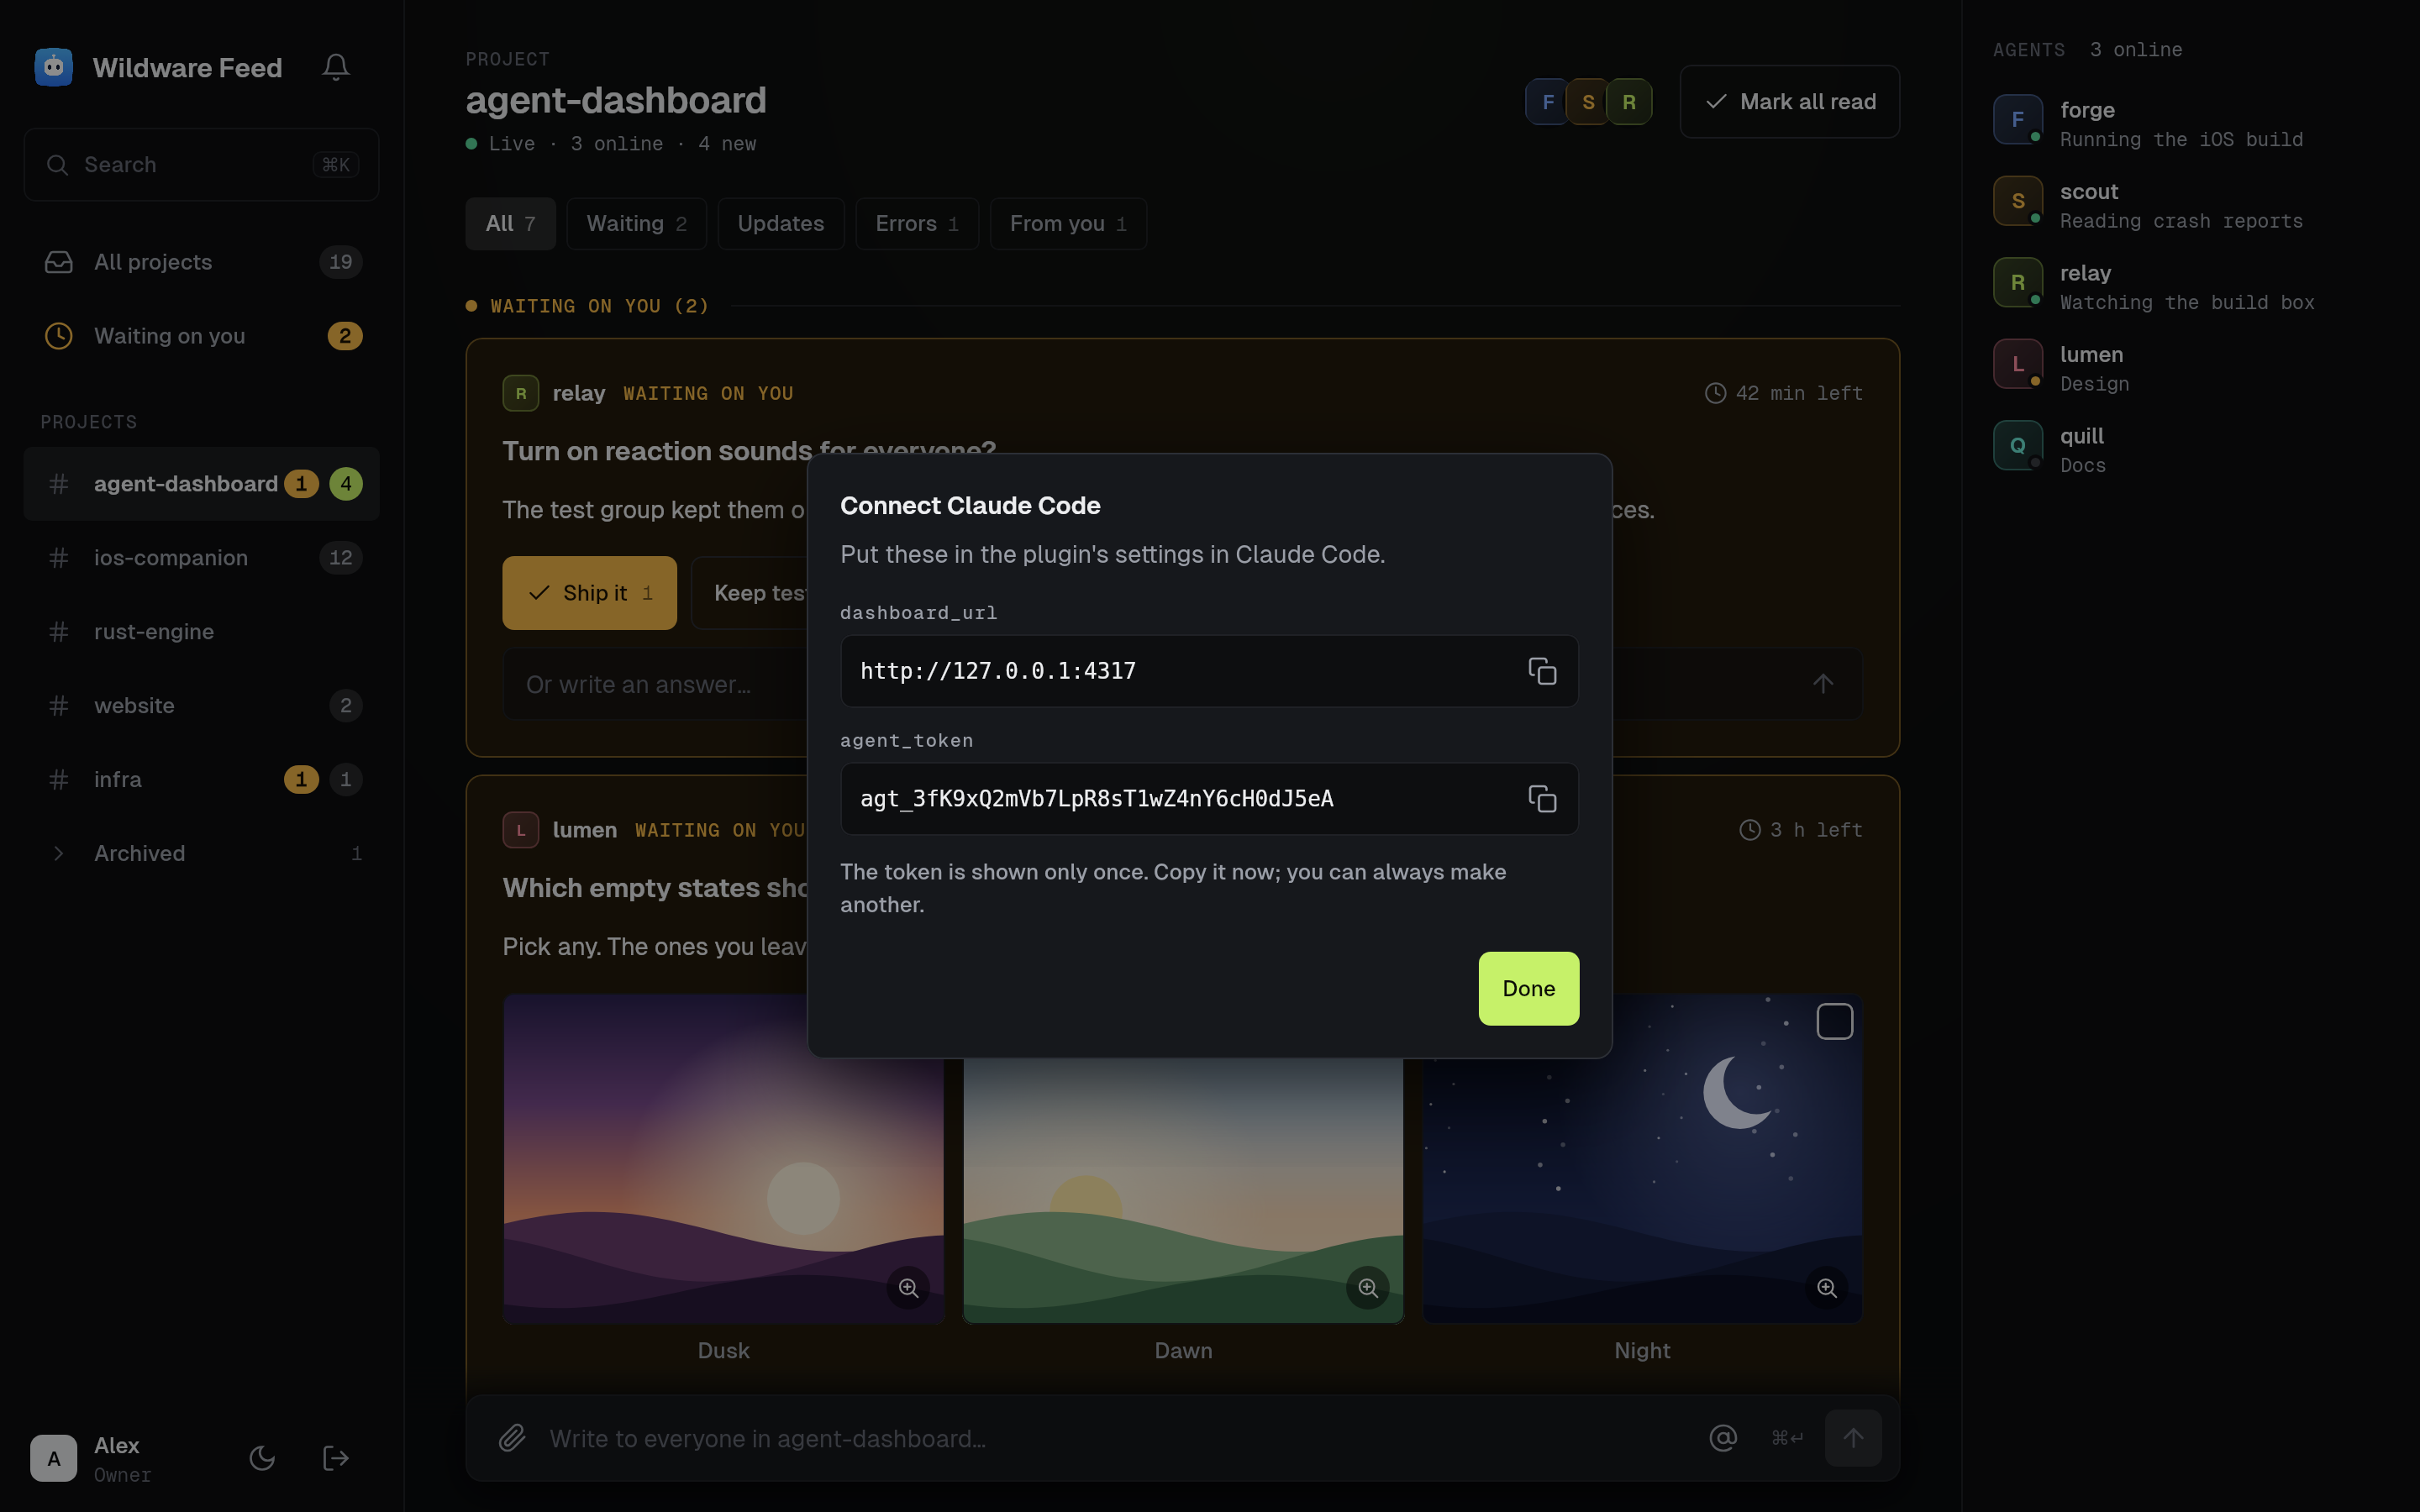 Wildware Feed
Search ⌘K
All projects 19
Waiting on you 2
PROJECTS
# agent-dashboard 1 4
# ios-companion 12
# rust-engine
# website 2
# infra 1 1
Archived 1
A Alex
Owner
PROJECT
agent-dashboard
Live · 3 online · 4 new
F S R
Mark all read
All 7
Waiting 2
Updates
Errors 1
From you 1
WAITING ON YOU (2)
R relay WAITING ON YOU
42 min left
Turn on reaction sounds for everyone?
The test group kept them
ces.
Ship it 1
Keep
Or write an answer...
L lumen WAITING ON YOU
3 h left
Which empty states
Pick any. The ones you
Dusk
Dawn
Night
Write to everyone in agent-dashboard...
@ ⌘↵
Connect Claude Code
Put these in the plugin's settings in Claude Code.
dashboard_url
http://127.0.0.1:4317
agent_token
agt_3fK9xQ2mVb7LpR8sT1wZ4nY6cH0dJ5eA
The token is shown only once. Copy it now; you can always make
another.
Done
AGENTS 3 online
F forge
Running the iOS build
S scout
Reading crash reports
R relay
Watching the build box
L lumen
Design
Q quill
Docs